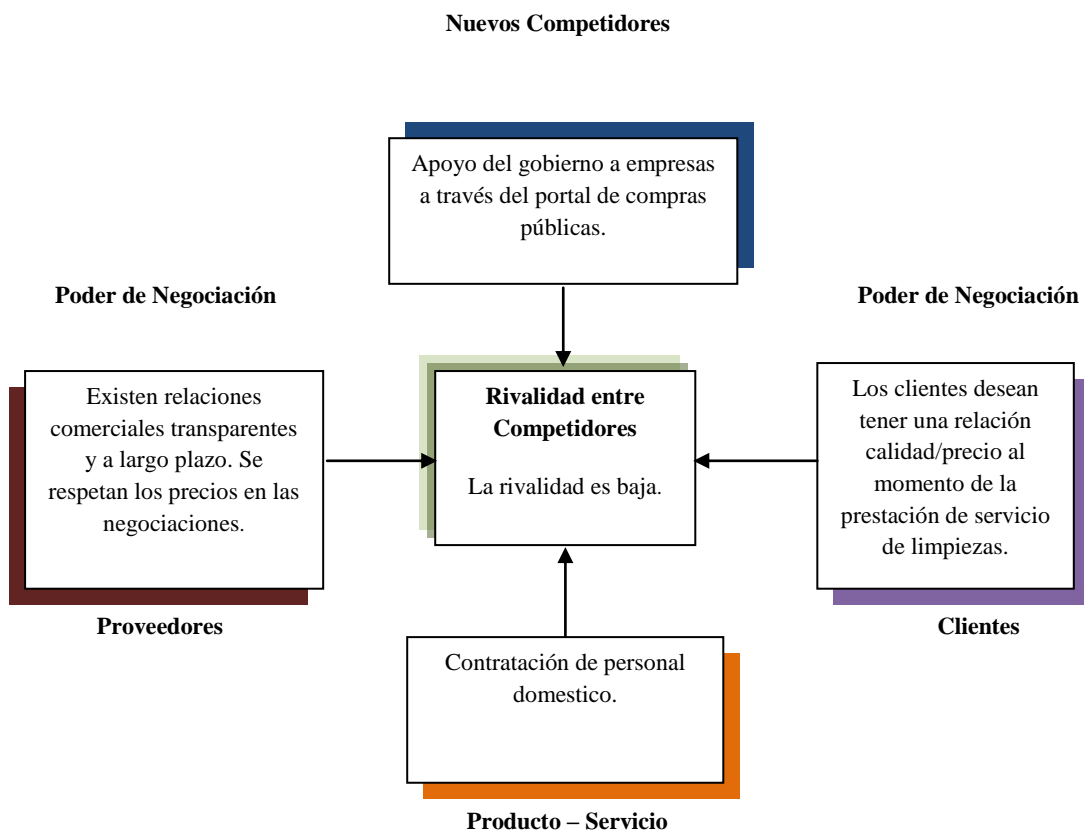 Nuevos Competidores
Apoyo del gobierno a empresas
a través del portal de compras
públicas.
Poder de Negociación
Poder de Negociación
Existen relaciones
comerciales transparentes
y a largo plazo. Se
respetan los precios en las
negociaciones.
Proveedores
Rivalidad entre
Competidores
La rivalidad es baja.
Los clientes desean
tener una relación
calidad/precio al
momento de la
prestación de servicio
de limpiezas.
Clientes
Contratación de personal
domestico.
Producto – Servicio